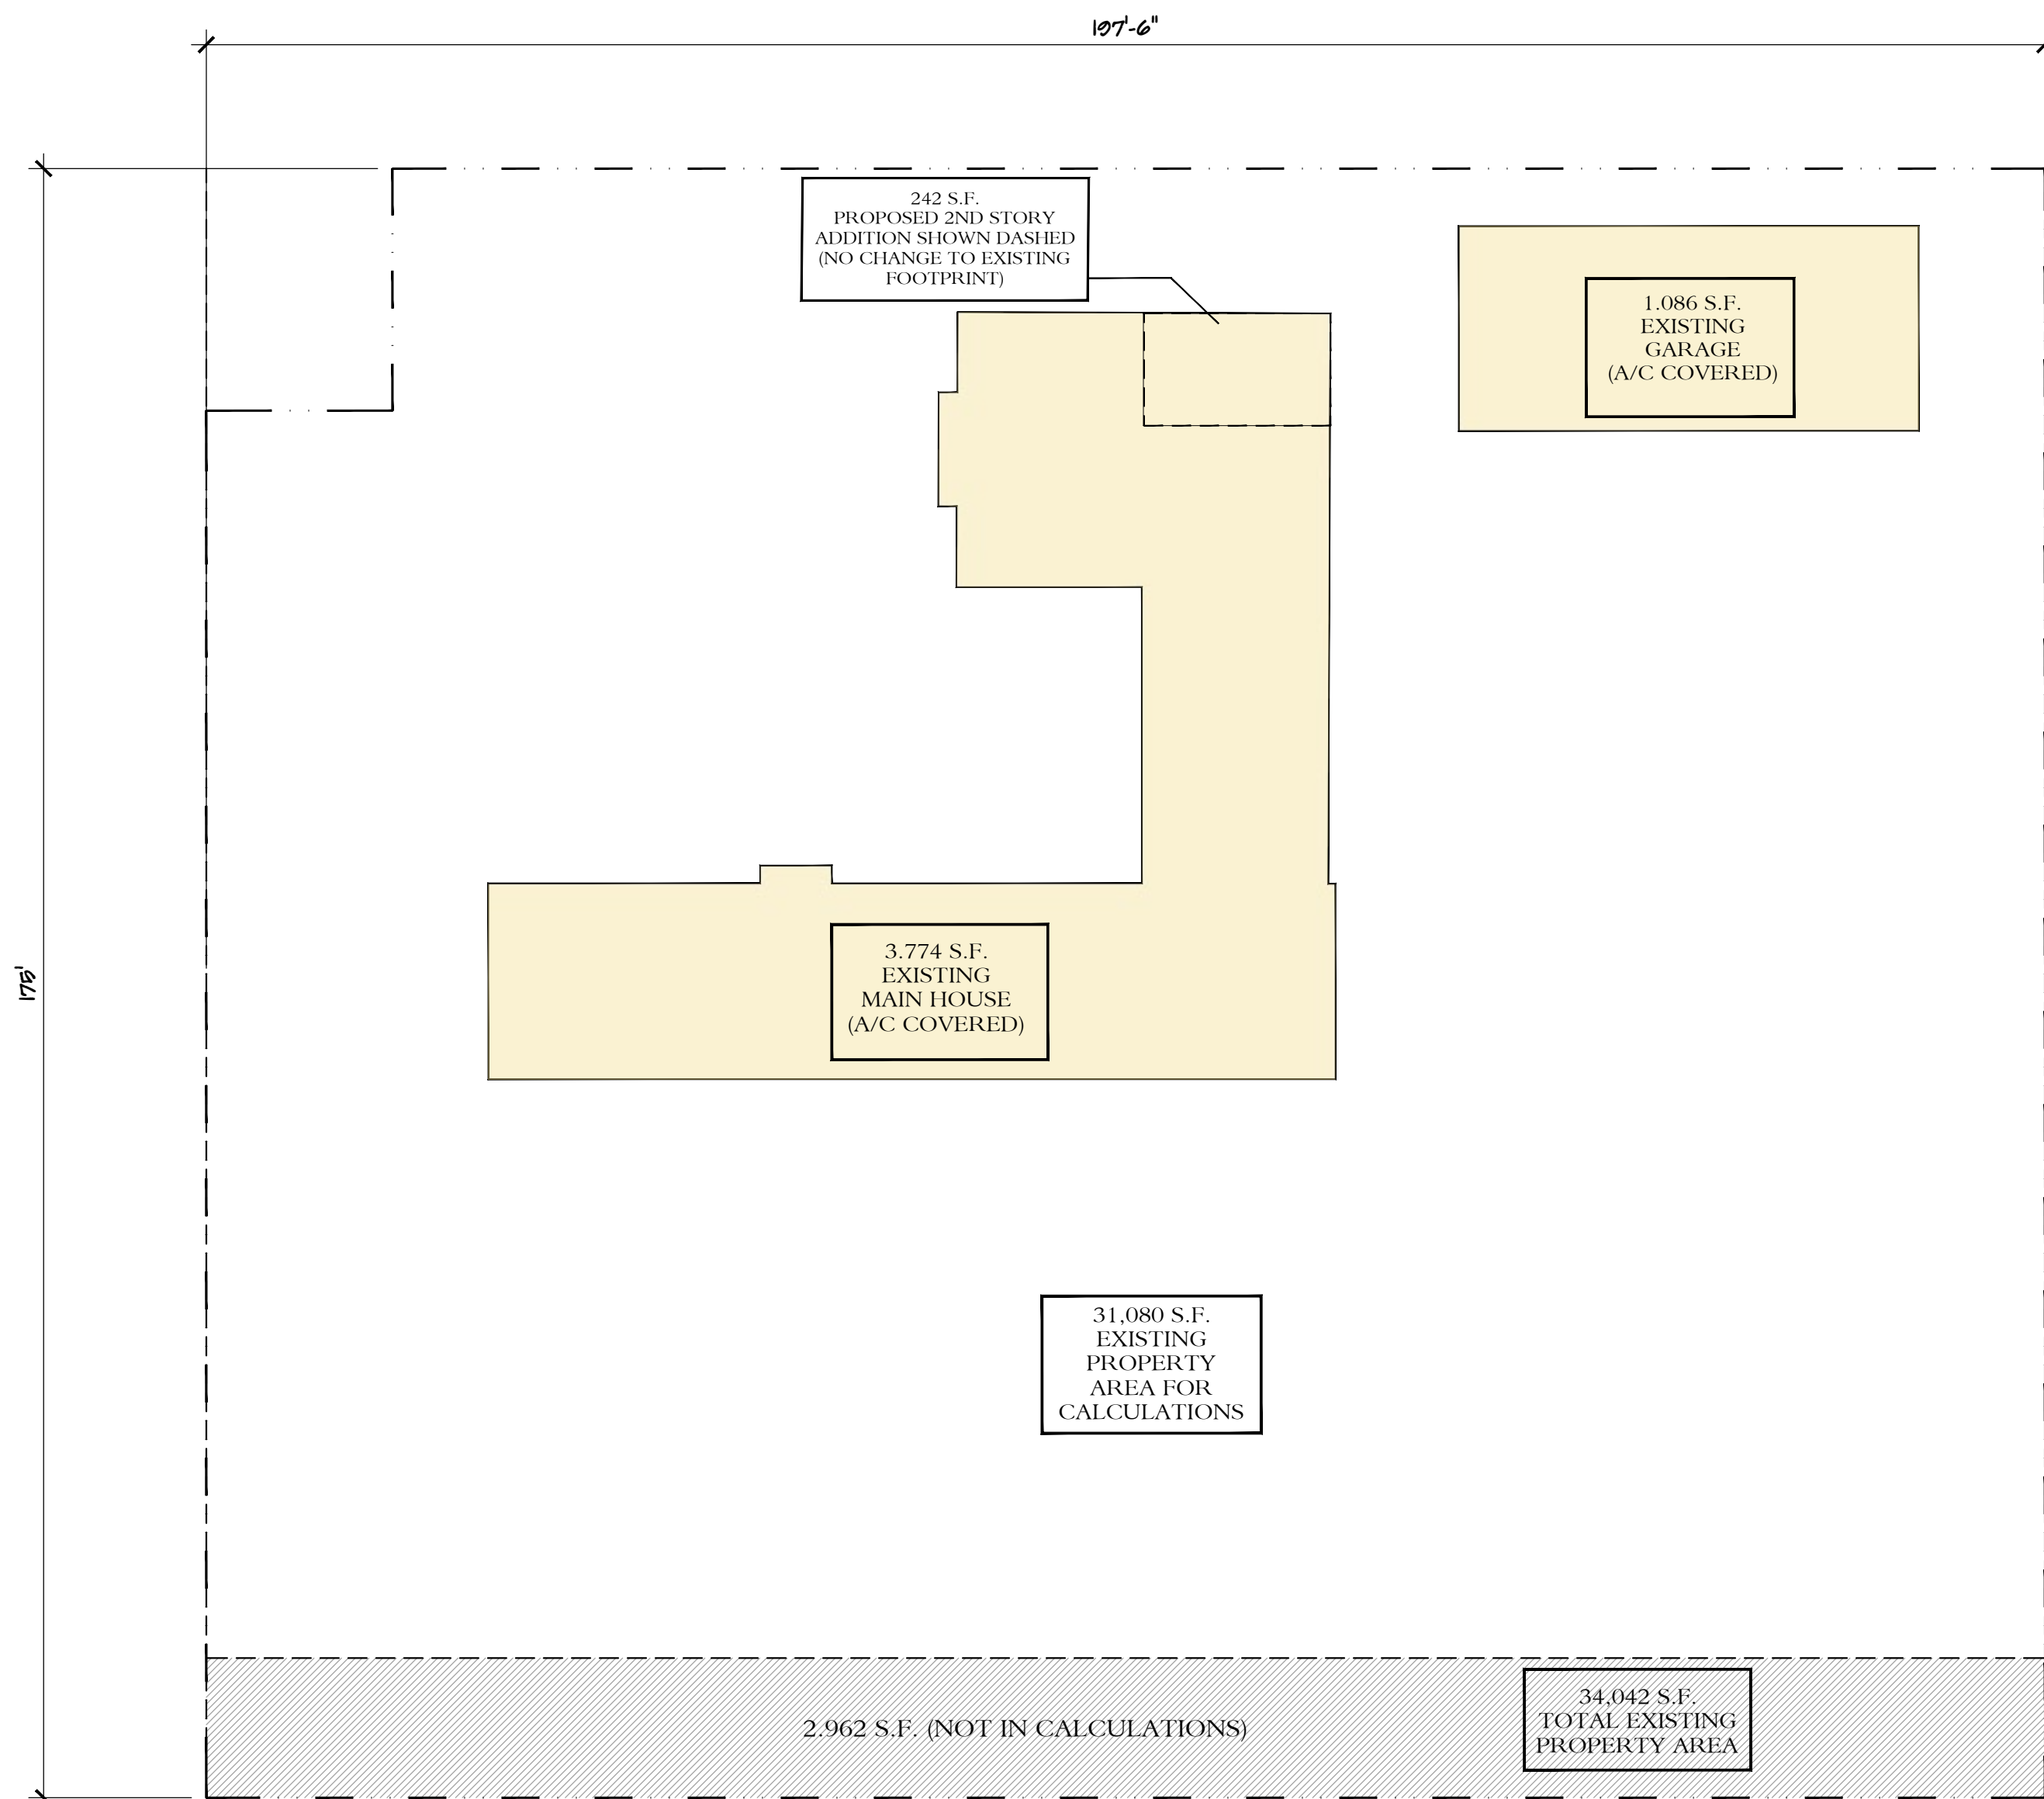 197'-6"
242 S.F.
PROPOSED 2ND STORY
ADDITION SHOWN DASHED
(NO CHANGE TO EXISTING
FOOTPRINT)
1.086 S.F.
EXISTING
GARAGE
(A/C COVERED)
175'
3.774 S.F.
EXISTING
MAIN HOUSE
(A/C COVERED)
31,080 S.F.
EXISTING
PROPERTY
AREA FOR
CALCULATIONS
2.962 S.F. (NOT IN CALCULATIONS)
34,042 S.F.
TOTAL EXISTING
PROPERTY AREA